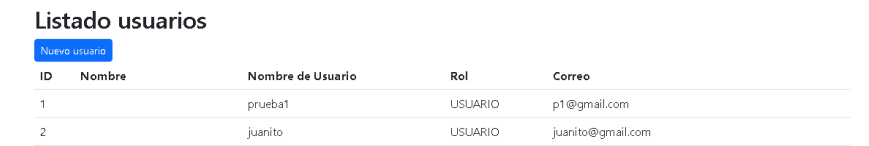 Listado usuarios
Nuevo usuario
ID Nombre Nombre de Usuario Rol Correo
1 prueba1 USUARIO p1@gmail.com
2 juanito USUARIO juanito@gmail.com